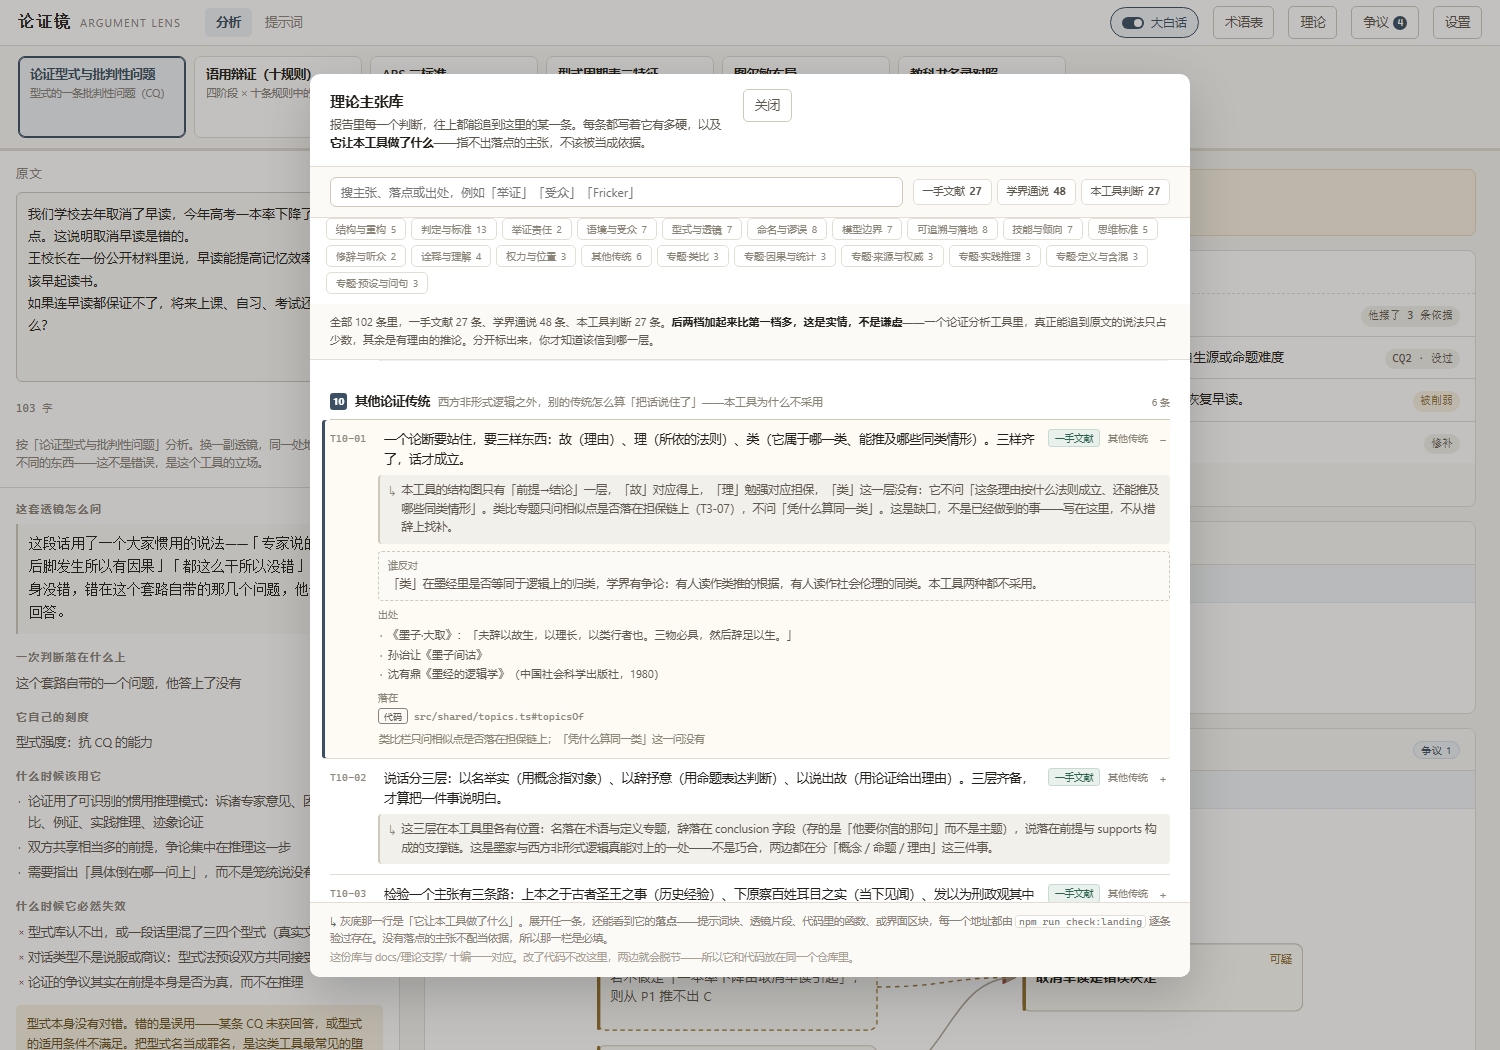 论证镜 ARGUMENT LENS 分析 提示词 大白话 术语表 理论 争议 4 设置
论证型式与批判性问题
型式的一条批判性问题（CQ）
语用辩证（十规则）
四阶段 × 十条规则中的
原文
我们学校去年取消了早读，今年高考一本率下降了
点。这说明取消早读是错的。
王校长在一份公开材料里说，早读能提高记忆效率
该早起读书。
如果连早读都保证不了，将来上课、自习、考试还
么？
103 字
按「论证型式与批判性问题」分析。换一副透镜，同一处地
不同的东西——这不是错误，是这个工具的立场。
这套透镜怎么问
这段话用了一个大家惯用的说法——「专家说的
后脚发生所以有因果」「都这么干所以没错」
身没错，错在这个套路自带的那几个问题，他
回答。
一次判断落在什么上
这个套路自带的一个问题，他答上了没有
它自己的刻度
型式强度：抗 CQ 的能力
什么时候该用它
· 论证用了可识别的惯用推理模式：诉诸专家意见、因
比、例证、实践推理、迹象论证
· 双方共享相当多的前提，争论集中在推理这一步
· 需要指出「具体倒在哪一问上」，而不是笼统说没有
什么时候它必然失效
× 型式库认不出，或一段话里混了三四个型式（真实文
× 对话类型不是说服或商议：型式法预设双方共同接受
× 论证的争议其实在前提本身是否为真，而不在推理
型式本身没有对错。错的是误用——某条 CQ 未获回答，或型式
的适用条件不满足。把型式名当成罪名，是这类工具最常见的堕
理论主张库
报告里每一个判断，往上都能追到这里的某一条。每条都写着它有多硬，以及
它让本工具做了什么——指不出落点的主张，不该被当成依据。
关闭
搜主张、落点或出处，例如「举证」「受众」「Fricker」
一手文献 27 学界通说 48 本工具判断 27
结构与重构 5 判定与标准 13 举证责任 2 语境与受众 7 型式与透镜 7 命名与谬误 8 模型边界 7 可追溯与落地 8 技能与倾向 7 思维标准 5
修辞与听众 2 诠释与理解 4 权力与位置 3 其他传统 6 专题·类比 3 专题·因果与统计 3 专题·来源与权威 3 专题·实践推理 3 专题·定义与含混 3
专题·预设与问句 3
全部 102 条里，一手文献 27 条、学界通说 48 条、本工具判断 27 条。后两档加起来比第一档多，这是实情，不是谦虚——一个论证分析工具里，真正能追到原文的说法只占
少数，其余是有理由的推论。分开标出来，你才知道该信到哪一层。
10 其他论证传统 西方非形式逻辑之外，别的传统怎么算「把话说住了」——本工具为什么不采用 6 条
T10-01 一个论断要站住，要三样东西：故（理由）、理（所依的法则）、类（它属于哪一类、能推及哪些同类情形）。三样齐 一手文献 其他传统 −
了，话才成立。
↳ 本工具的结构图只有「前提→结论」一层，「故」对应得上，「理」勉强对应担保，「类」这一层没有：它不问「这条理由按什么法则成立、还能推及
哪些同类情形」。类比专题只问相似点是否落在担保链上（T3-07），不问「凭什么算同一类」。这是缺口，不是已经做到的事——写在这里，不从措
辞上找补。
谁反对
「类」在墨经里是否等同于逻辑上的归类，学界有争论：有人读作类推的根据，有人读作社会伦理的同类。本工具两种都不采用。
出处
· 《墨子·大取》：「夫辞以故生，以理长，以类行者也。三物必具，然后辞足以生。」
· 孙诒让《墨子间诂》
· 沈有鼎《墨经的逻辑学》（中国社会科学出版社，1980）
落在
代码 src/shared/topics.ts#topicsOf
类比栏只问相似点是否落在担保链上；「凭什么算同一类」这一问没有
T10-02 说话分三层：以名举实（用概念指对象）、以辞抒意（用命题表达判断）、以说出故（用论证给出理由）。三层齐备， 一手文献 其他传统 +
才算把一件事说明白。
↳ 这三层在本工具里各有位置：名落在术语与定义专题，辞落在 conclusion 字段（存的是「他要你信的那句」而不是主题），说落在前提与 supports 构
成的支撑链。这是墨家与西方非形式逻辑真能对上的一处——不是巧合，两边都在分「概念 / 命题 / 理由」这三件事。
T10-03 检验一个主张有三条路：上本之于古者圣王之事（历史经验）、下原察百姓耳目之实（当下见闻）、发以为刑政观其中 一手文献 其他传统 +
↳ 灰底那一行是「它让本工具做了什么」。展开任一条，还能看到它的落点——提示词块、透镜片段、代码里的函数、或界面区块，每一个地址都由 npm run check:landing 逐条
验过存在。没有落点的主张不配当依据，所以那一栏是必填。
这份库与 docs/理论支撑/ 十编一一对应。改了代码不改这里，两边就会脱节——所以它和代码放在同一个仓库里。
他摆了 3 条依据
生源或命题难度 CQ2 · 没过
恢复早读。 被削弱
修补
争议 1
可疑
则从 P1 推不出 C